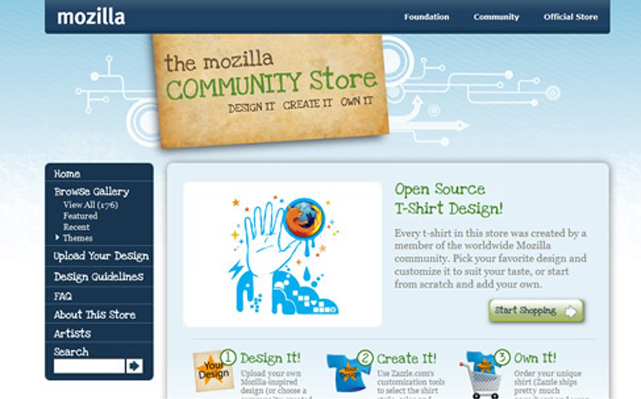 mozilla
Foundation Community Official Store
the mozilla
COMMUNITY Store
DESIGN IT CREATE IT OWN IT
Home
Browse Gallery
View All (176)
Featured
Recent
Themes
Upload Your Design
Design Guidelines
FAQ
About This Store
Artists
Search
Open Source
T-Shirt Design!
Every t-shirt in this store was created by a
member of the worldwide Mozilla
community. Pick your favorite design and
customize it to suit your taste, or start
from scratch and add your own.
Start Shopping
Your
Design
1 Design It!
Upload your own
Mozilla-inspired
design (or choose a
2 Create It!
Use Zazzle.com's
customization tools
to select the shirt
3 Own It!
Order your unique
shirt (Zazzle ships
pretty much